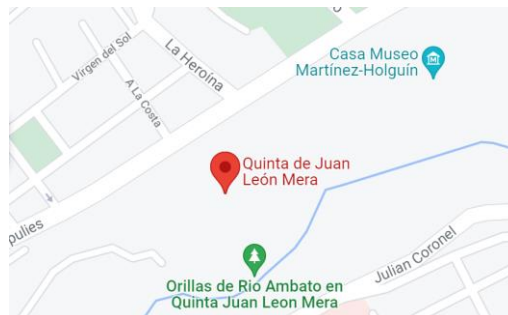 Virgen del Sol
La Heroina
A La Costa
Casa Museo
Martínez-Holguín
Quinta de Juan
León Mera
pulies
Julian Coronel
Orillas de Rio Ambato en
Quinta Juan Leon Mera